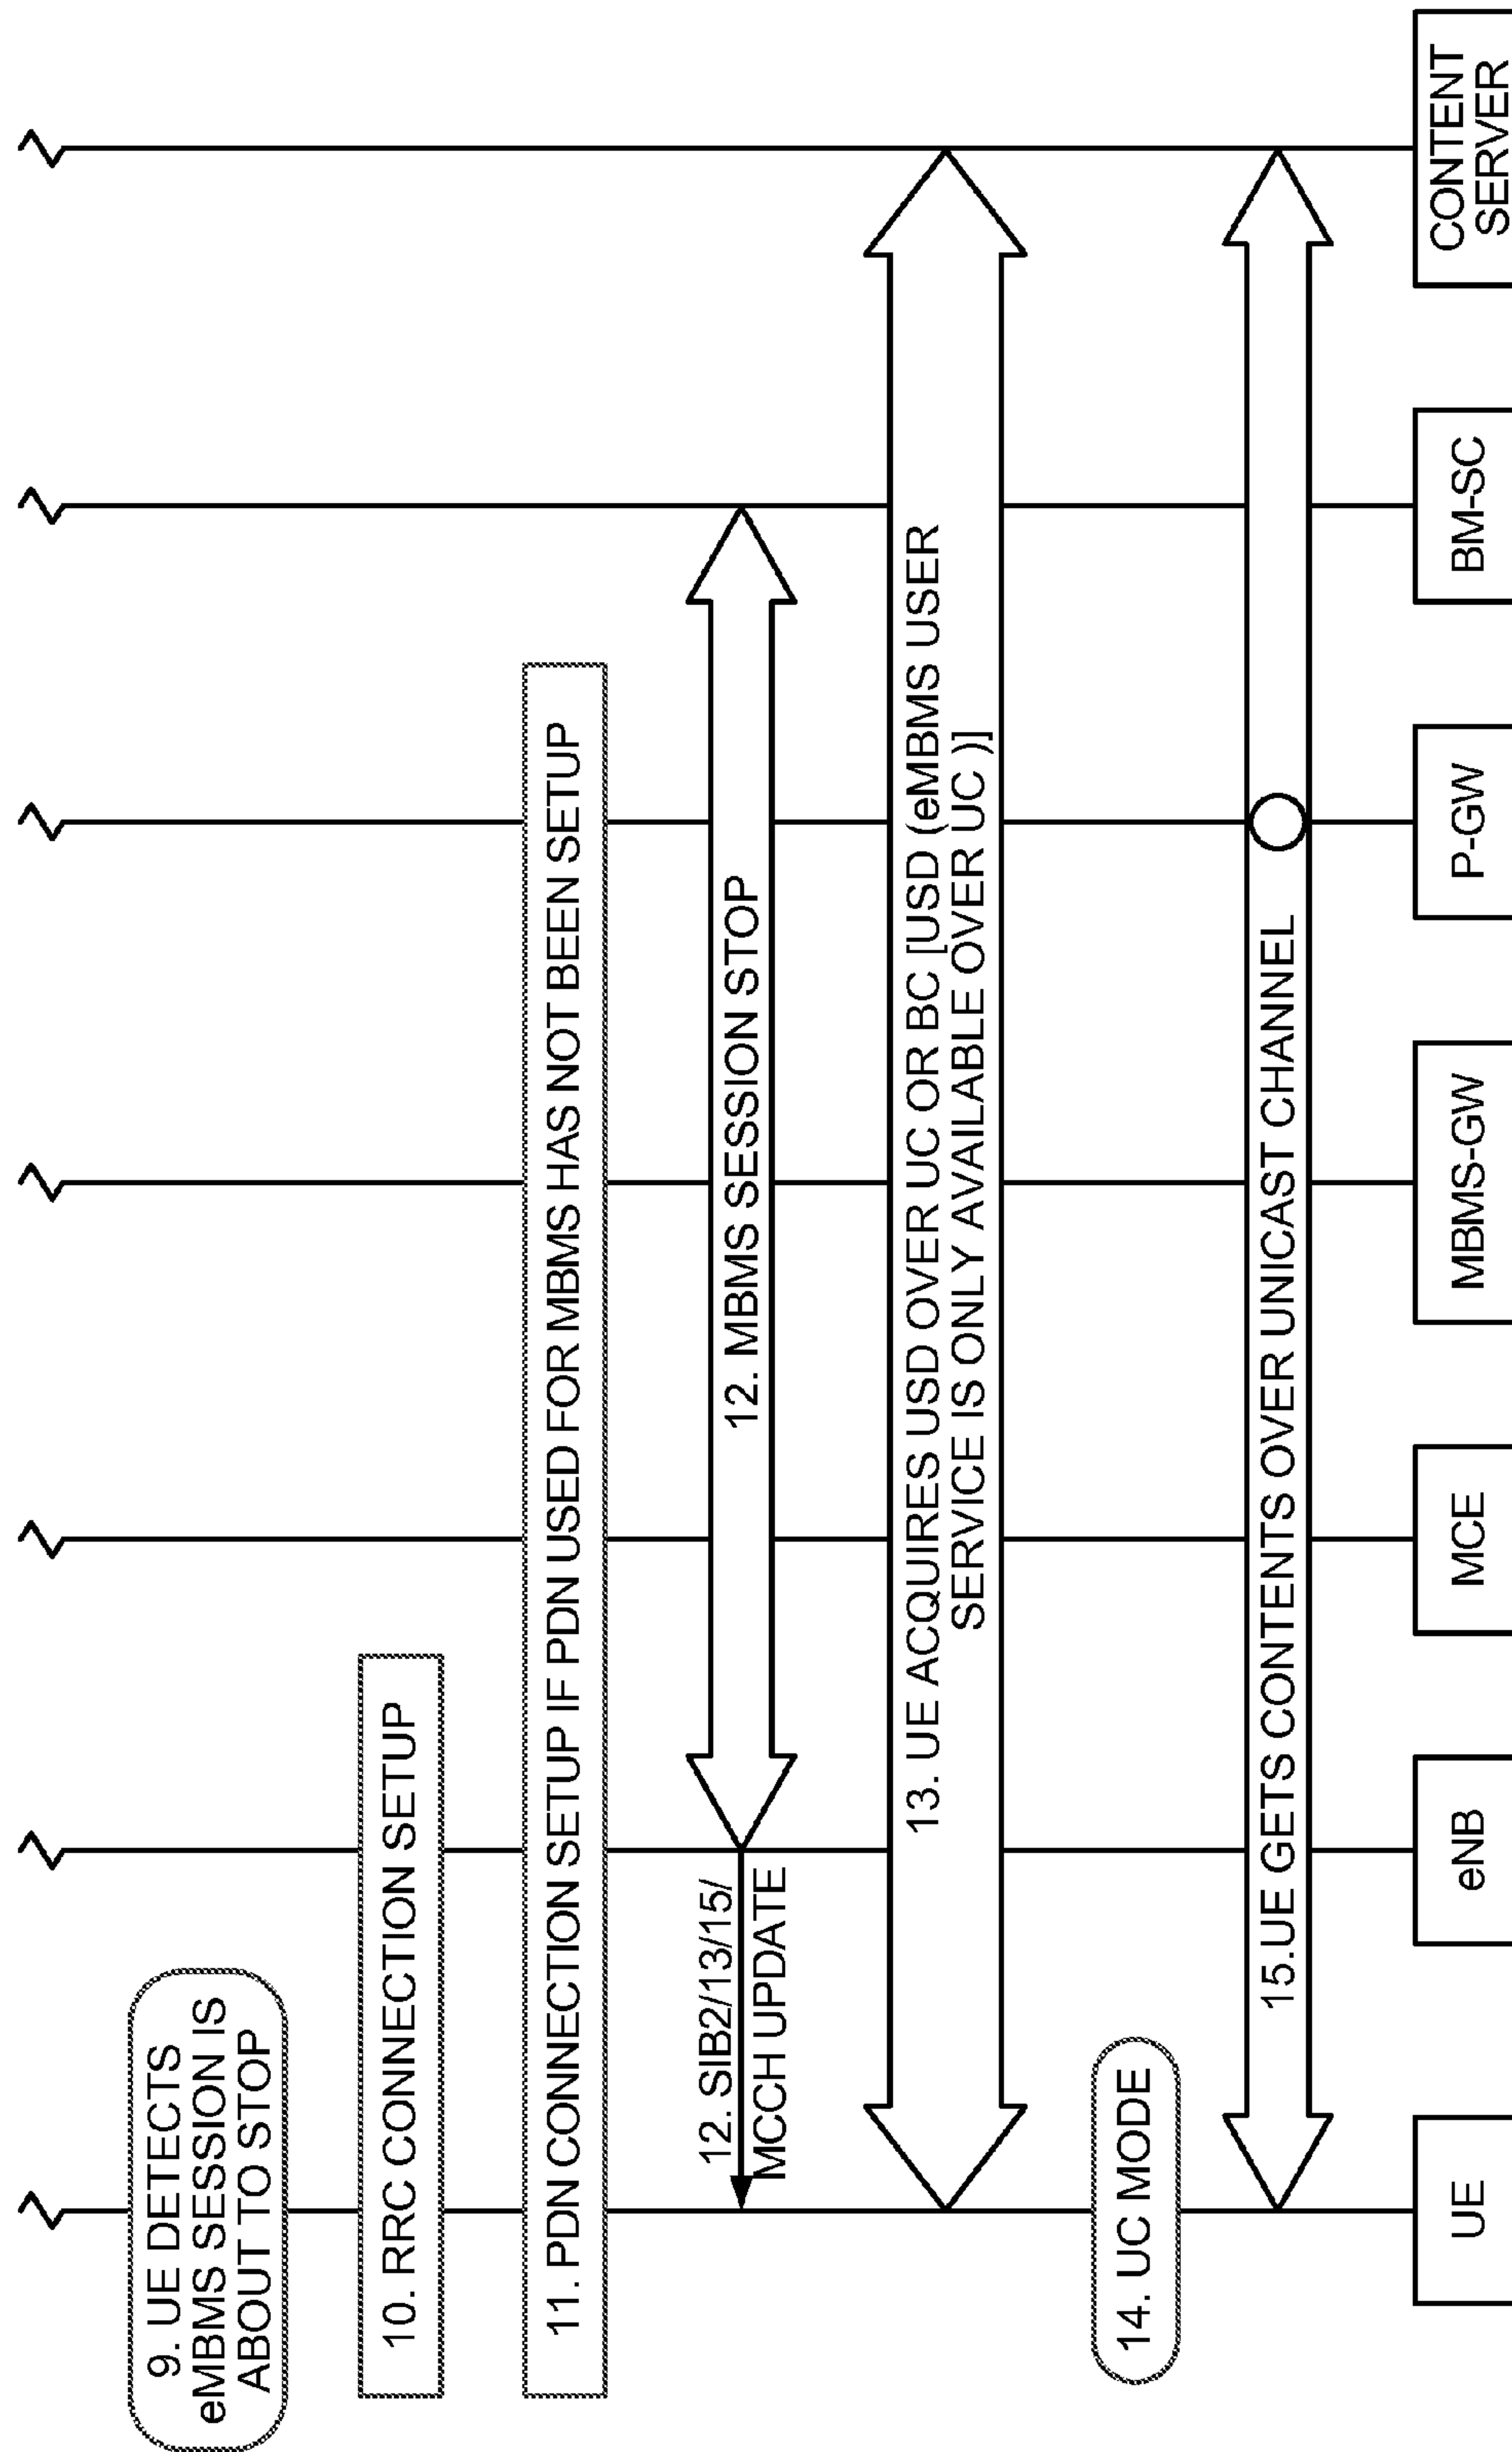 9. UE DETECTS
eMBMS SESSION IS
ABOUT TO STOP
10. RRC CONNECTION SETUP
11. PDN CONNECTION SETUP IF PDN USED FOR MBMS HAS NOT BEEN SETUP
12. SIB2/13/15/
MCCH UPDATE
12. MBMS SESSION STOP
13. UE ACQUIRES USD OVER UC OR BC [USD (eMBMS USER
SERVICE IS ONLY AVAILABLE OVER UC )]
14. UC MODE
15.UE GETS CONTENTS OVER UNICAST CHANNEL
UE
eNB
MCE
MBMS-GW
P-GW
BM-SC
CONTENT
SERVER